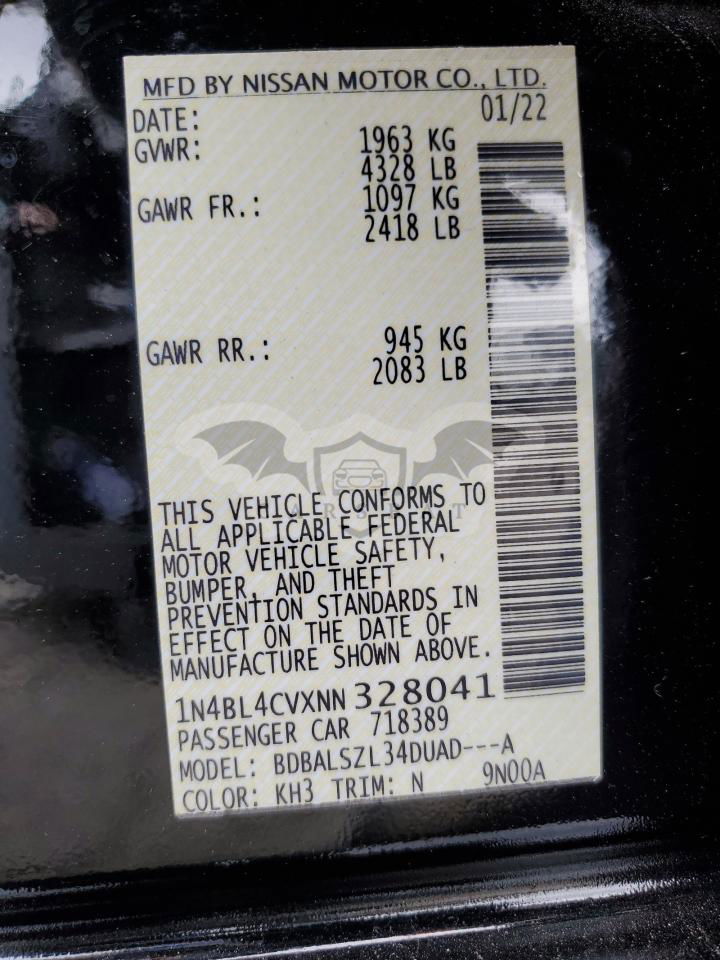 MFD BY NISSAN MOTOR CO., LTD.
DATE: 01/22
GVWR: 1963 KG
4328 LB
GAWR FR.: 1097 KG
2418 LB
GAWR RR.: 945 KG
2083 LB
THIS VEHICLE CONFORMS TO
ALL APPLICABLE FEDERAL
MOTOR VEHICLE SAFETY,
BUMPER, AND THEFT
PREVENTION STANDARDS IN
EFFECT ON THE DATE OF
MANUFACTURE SHOWN ABOVE.
1N4BL4CVXNN 328041
PASSENGER CAR 718389
MODEL: BDBALSZL34DUAD---A
COLOR: KH3 TRIM: N 9N00A